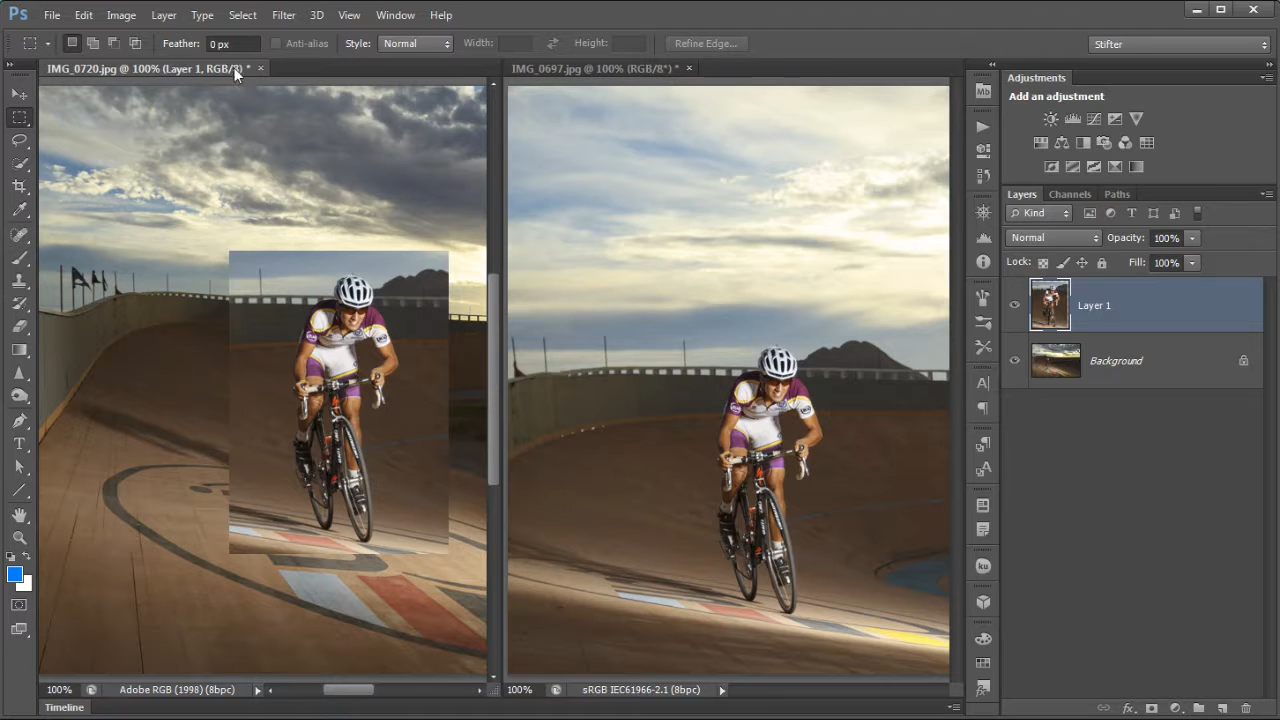 Ps File Edit Image Layer Type Select Filter 3D View Window Help
Feather: 0 px Anti-alias Style: Normal Width: Height: Refine Edge... Stifter
IMG_0720.jpg @ 100% (Layer 1, RGB/8) * × IMG_0697.jpg @ 100% (RGB/8*) * ×
Adjustments
Add an adjustment
Layers Channels Paths
Kind
Normal Opacity: 100%
Lock: Fill: 100%
Layer 1
Background
100% Adobe RGB (1998) (8bpc) 100% sRGB IEC61966-2.1 (8bpc)
Timeline